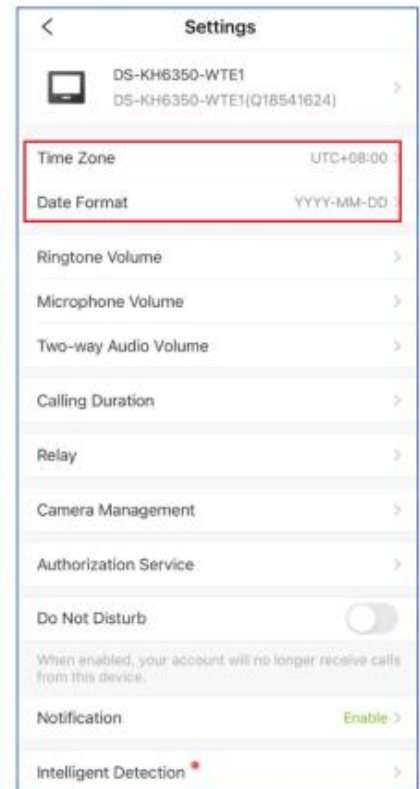 Settings
DS-KH6350-WTE1
DS-KH6350-WTE1(Q18541624)
Time Zone UTC+08:00
Date Format YYYY-MM-DD
Ringtone Volume
Microphone Volume
Two-way Audio Volume
Calling Duration
Relay
Camera Management
Authorization Service
Do Not Disturb
When enabled, your account will no longer receive calls
from this device.
Notification Enable
Intelligent Detection